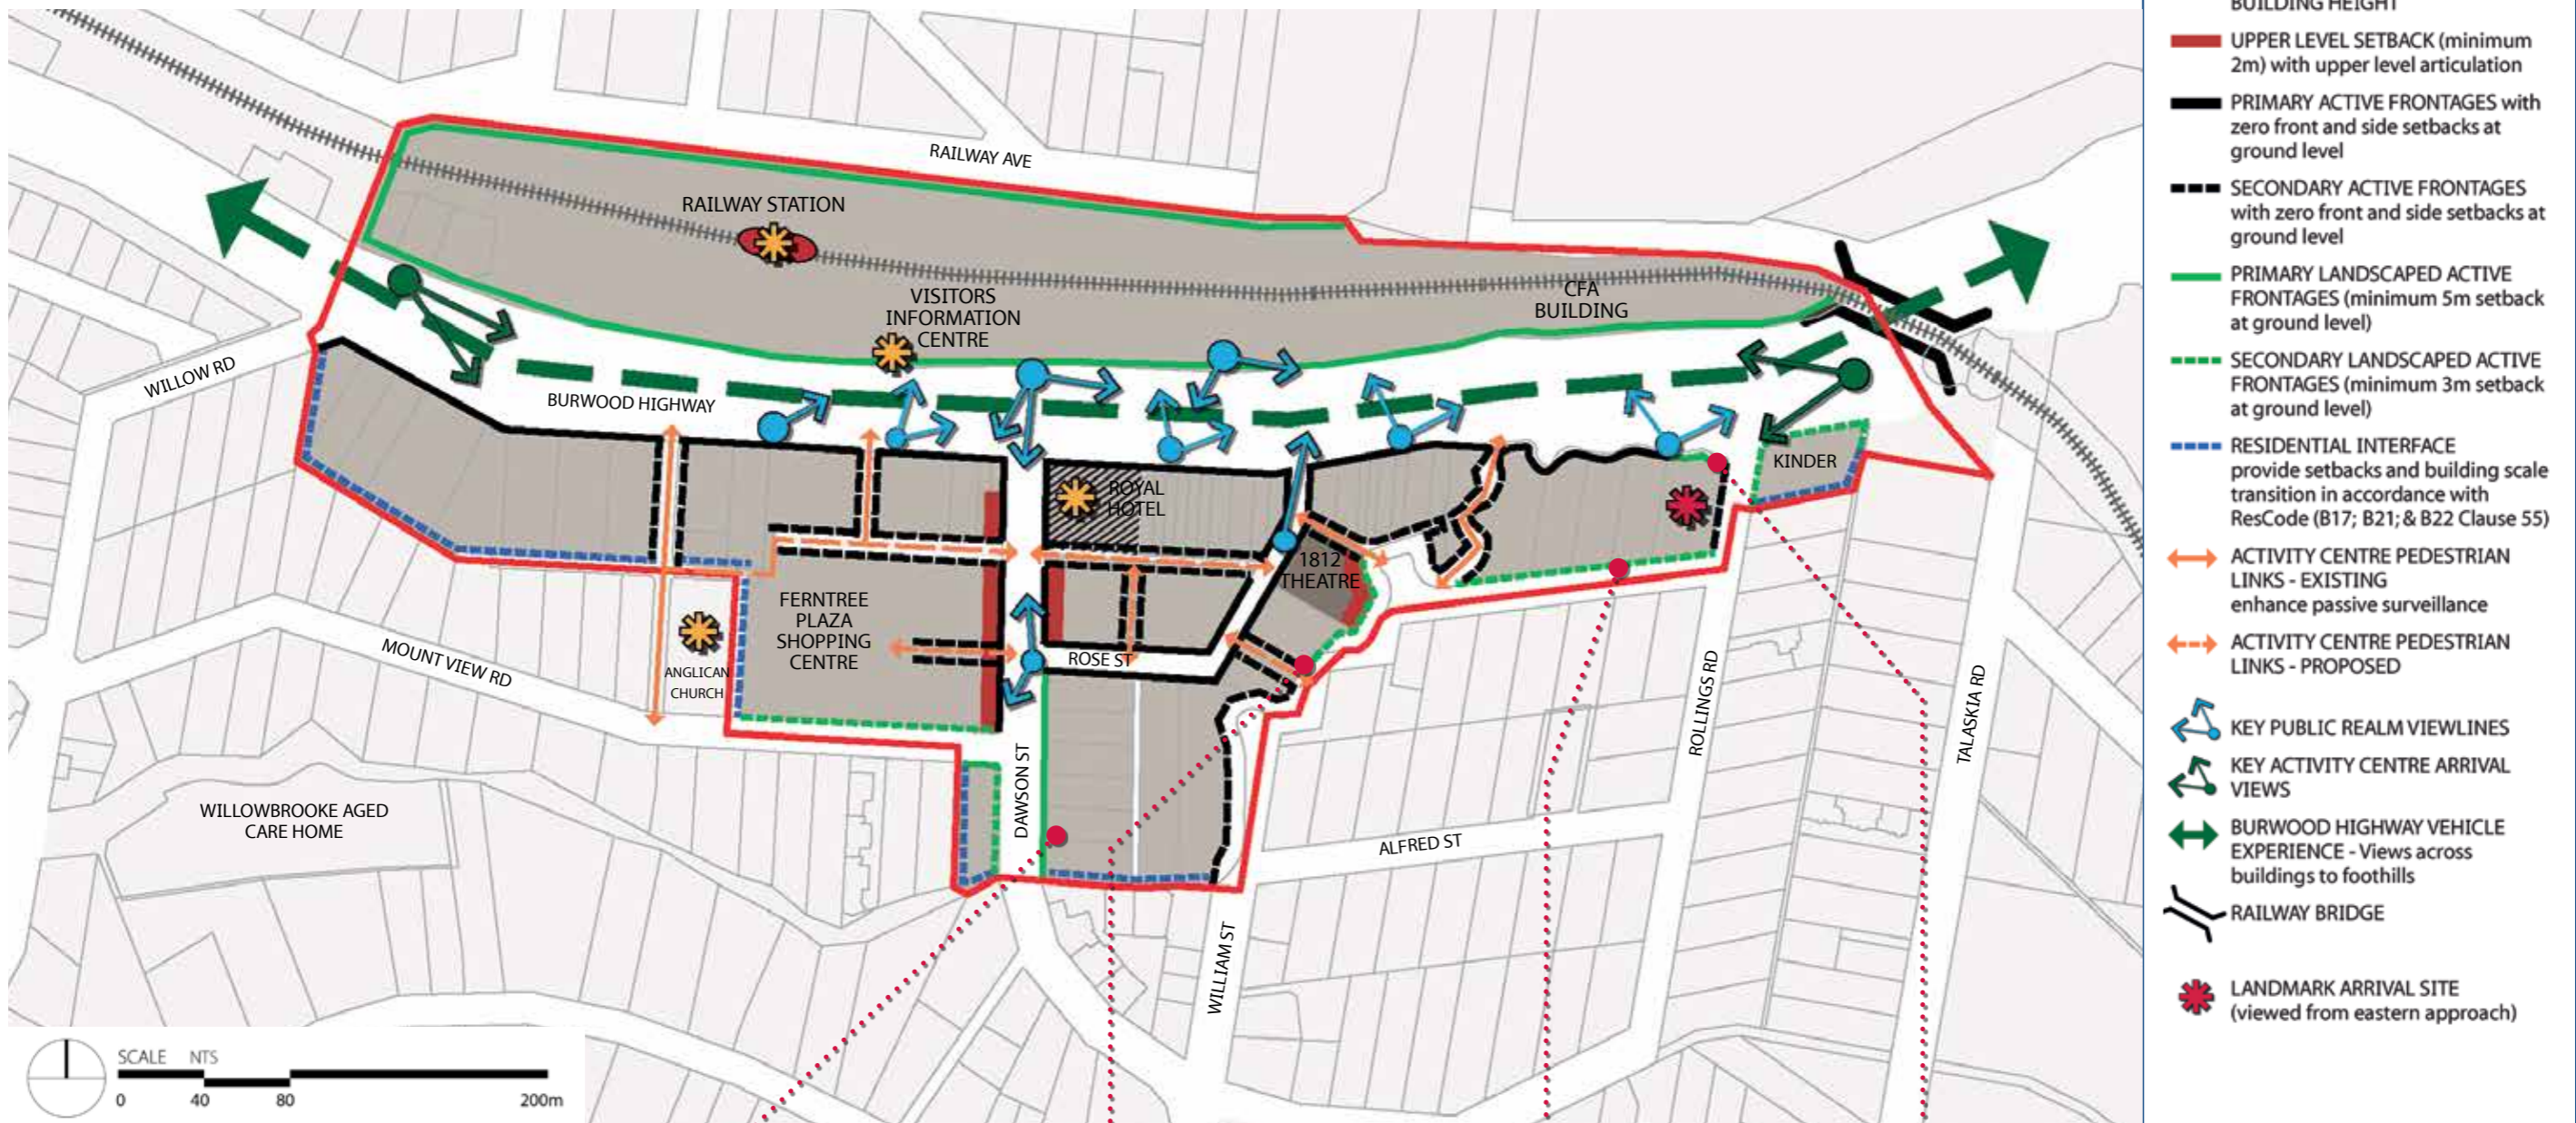 RAILWAY AVE
RAILWAY STATION
VISITORS
INFORMATION
CENTRE
CFA
BUILDING
WILLOW RD
BURWOOD HIGHWAY
KINDER
ROYAL
HOTEL
1812
THEATRE
FERNTREE
PLAZA
SHOPPING
CENTRE
ROSE ST
MOUNT VIEW RD
ANGLICAN
CHURCH
ROLLINGS RD
TALASKIA RD
DAWSON ST
WILLOWBROOKE AGED
CARE HOME
ALFRED ST
WILLIAM ST
SCALE NTS
0 40 80 200m
BUILDING HEIGHT
UPPER LEVEL SETBACK (minimum
2m) with upper level articulation
PRIMARY ACTIVE FRONTAGES with
zero front and side setbacks at
ground level
SECONDARY ACTIVE FRONTAGES
with zero front and side setbacks at
ground level
PRIMARY LANDSCAPED ACTIVE
FRONTAGES (minimum 5m setback
at ground level)
SECONDARY LANDSCAPED ACTIVE
FRONTAGES (minimum 3m setback
at ground level)
RESIDENTIAL INTERFACE
provide setbacks and building scale
transition in accordance with
ResCode (B17; B21; & B22 Clause 55)
ACTIVITY CENTRE PEDESTRIAN
LINKS - EXISTING
enhance passive surveillance
ACTIVITY CENTRE PEDESTRIAN
LINKS - PROPOSED
KEY PUBLIC REALM VIEWLINES
KEY ACTIVITY CENTRE ARRIVAL
VIEWS
BURWOOD HIGHWAY VEHICLE
EXPERIENCE - Views across
buildings to foothills
RAILWAY BRIDGE
LANDMARK ARRIVAL SITE
(viewed from eastern approach)